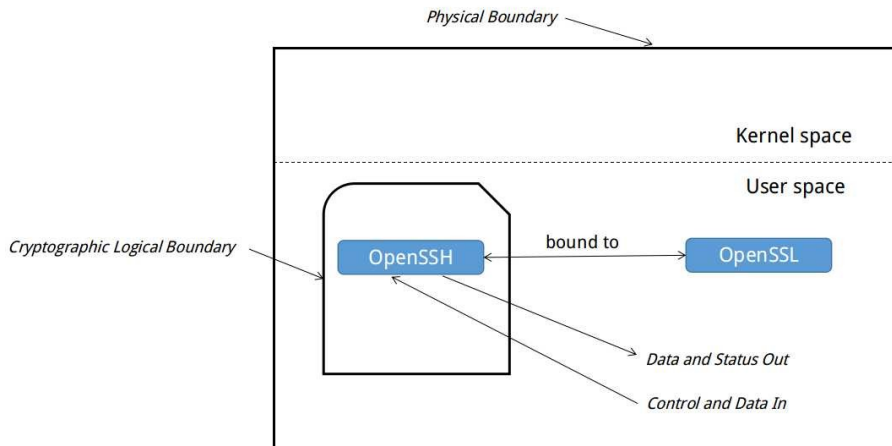 Physical Boundary
Kernel space
User space
Cryptographic Logical Boundary
OpenSSH
bound to
OpenSSL
Data and Status Out
Control and Data In